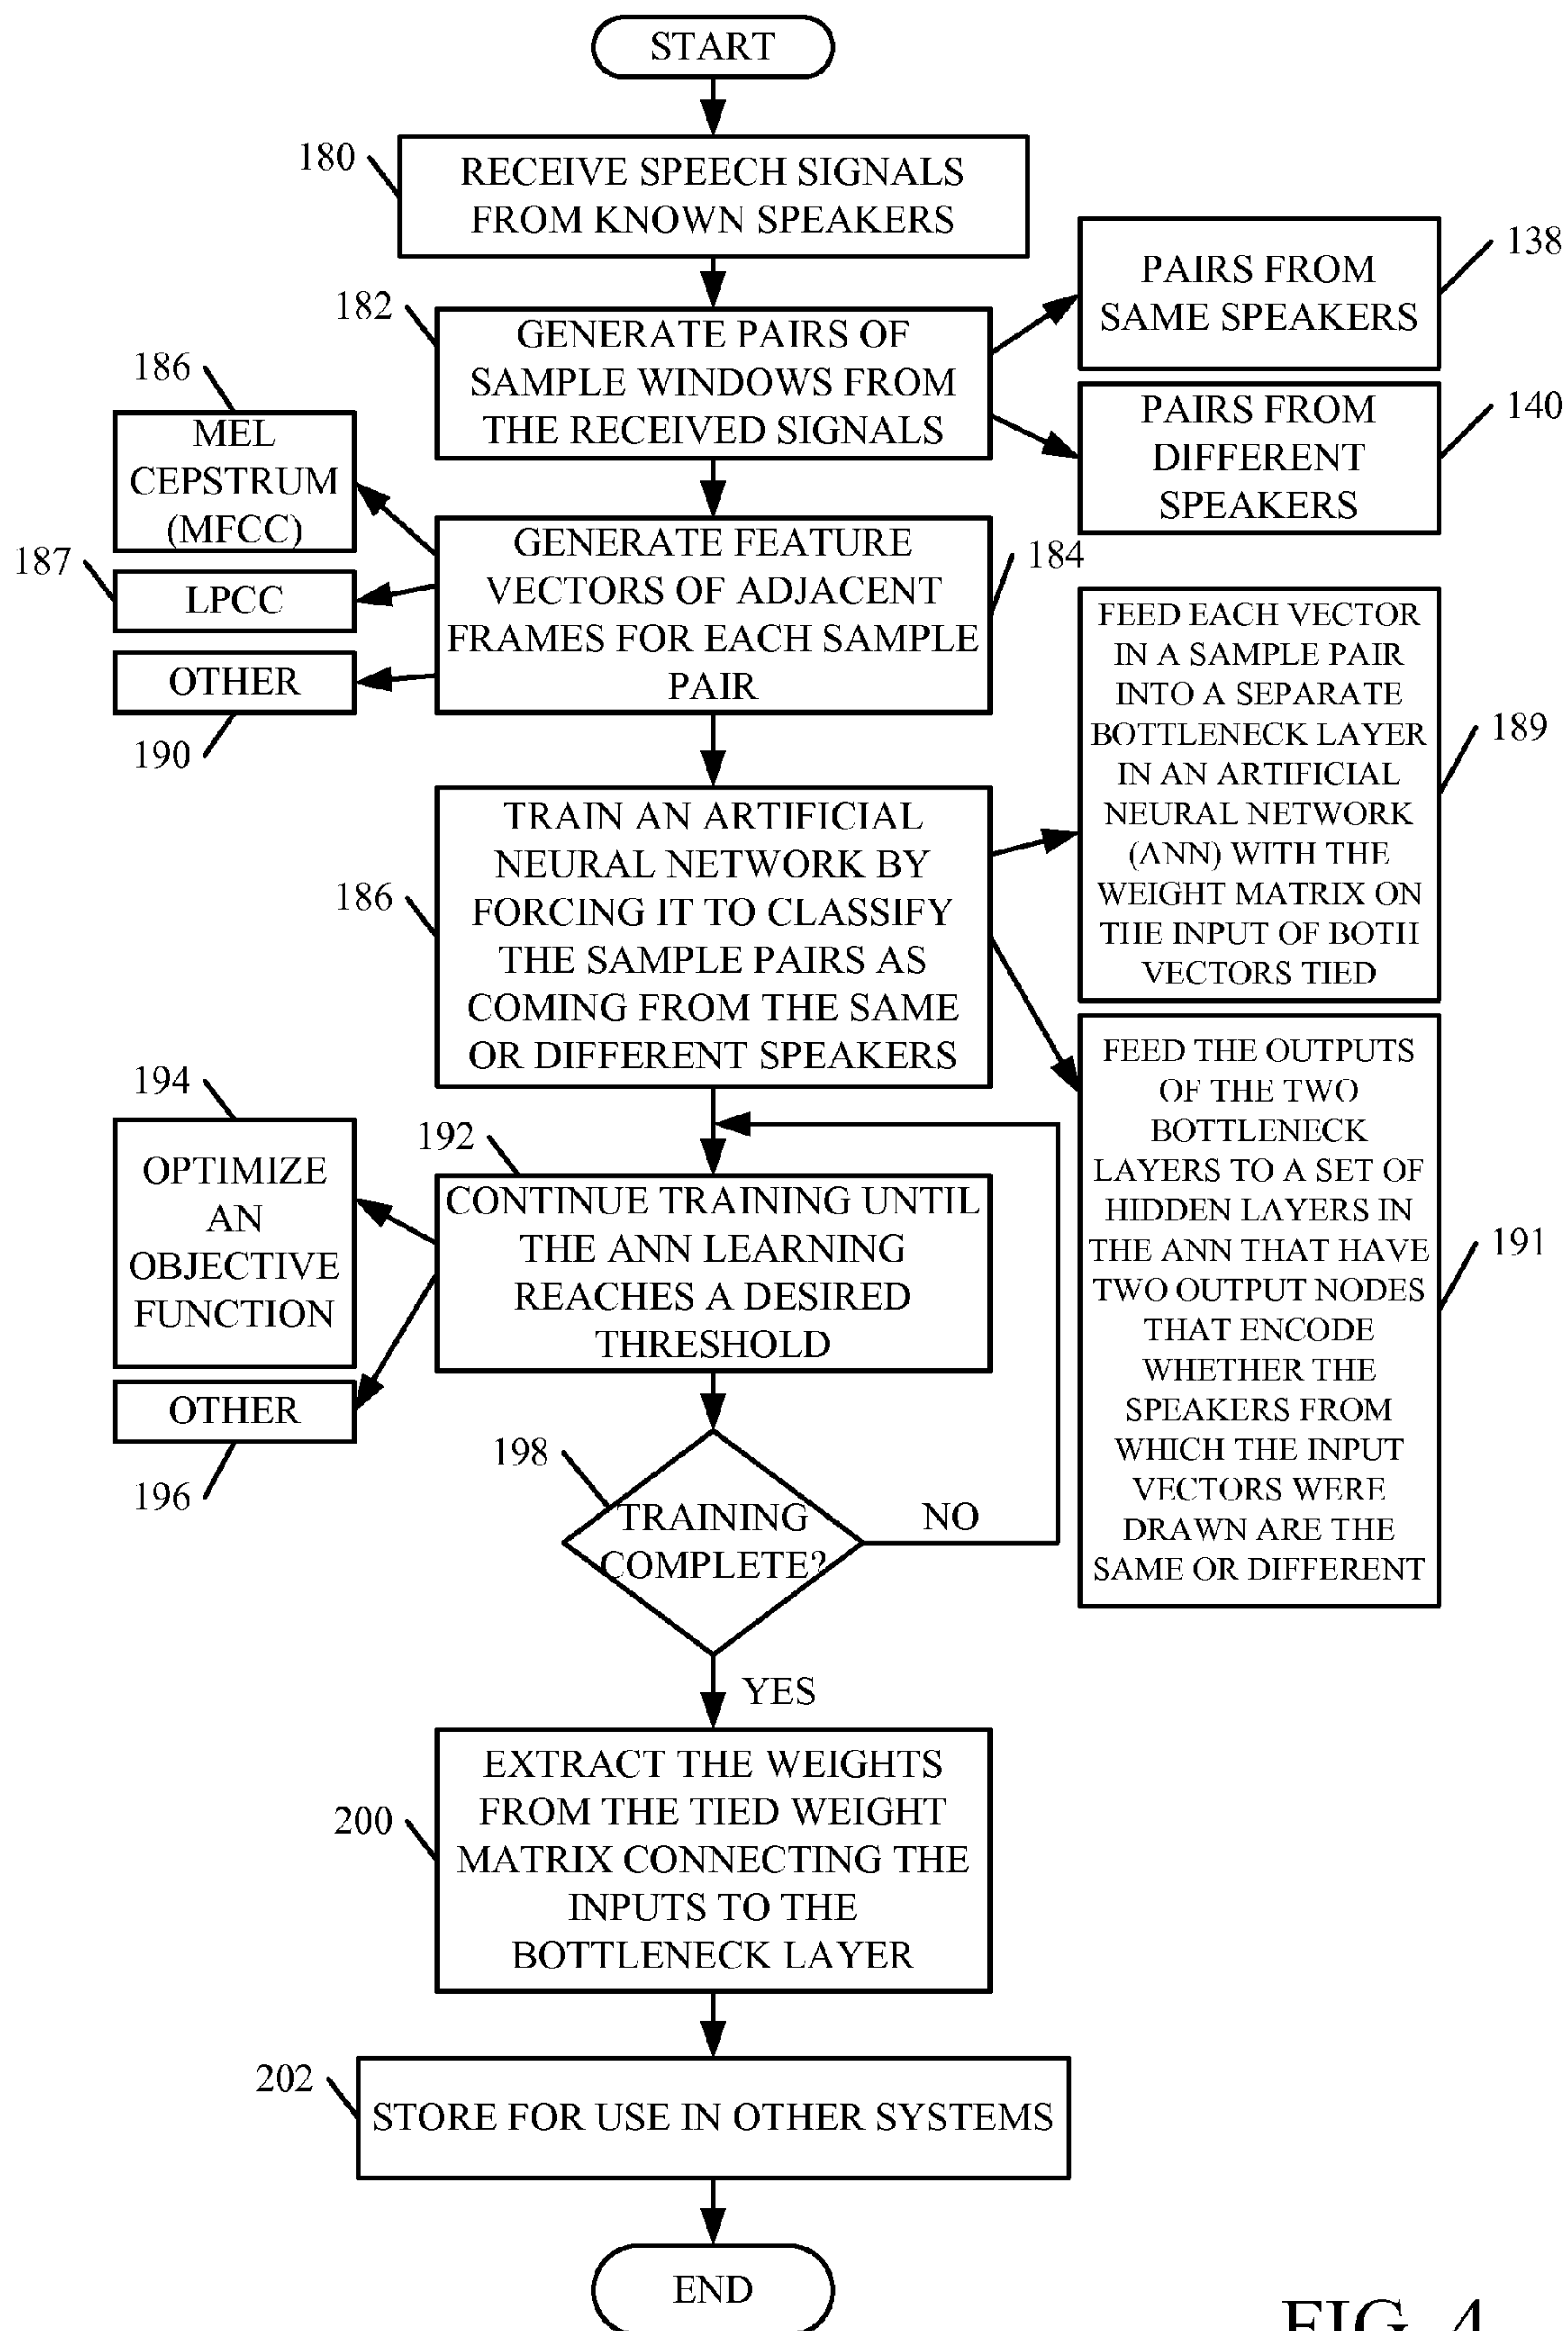 START
180
RECEIVE SPEECH SIGNALS
FROM KNOWN SPEAKERS
138
PAIRS FROM
SAME SPEAKERS
182
GENERATE PAIRS OF
SAMPLE WINDOWS FROM
THE RECEIVED SIGNALS
140
PAIRS FROM
DIFFERENT
SPEAKERS
186
MEL
CEPSTRUM
(MFCC)
187
LPCC
OTHER
190
GENERATE FEATURE
VECTORS OF ADJACENT
FRAMES FOR EACH SAMPLE
PAIR
184
FEED EACH VECTOR
IN A SAMPLE PAIR
INTO A SEPARATE
BOTTLENECK LAYER
IN AN ARTIFICIAL
NEURAL NETWORK
(ANN) WITH THE
WEIGHT MATRIX ON
THE INPUT OF BOTH
VECTORS TIED
189
186
TRAIN AN ARTIFICIAL
NEURAL NETWORK BY
FORCING IT TO CLASSIFY
THE SAMPLE PAIRS AS
COMING FROM THE SAME
OR DIFFERENT SPEAKERS
FEED THE OUTPUTS
OF THE TWO
BOTTLENECK
LAYERS TO A SET OF
HIDDEN LAYERS IN
THE ANN THAT HAVE
TWO OUTPUT NODES
THAT ENCODE
WHETHER THE
SPEAKERS FROM
WHICH THE INPUT
VECTORS WERE
DRAWN ARE THE
SAME OR DIFFERENT
191
194
OPTIMIZE
AN
OBJECTIVE
FUNCTION
OTHER
196
192
CONTINUE TRAINING UNTIL
THE ANN LEARNING
REACHES A DESIRED
THRESHOLD
198
TRAINING
COMPLETE?
NO
YES
200
EXTRACT THE WEIGHTS
FROM THE TIED WEIGHT
MATRIX CONNECTING THE
INPUTS TO THE
BOTTLENECK LAYER
202
STORE FOR USE IN OTHER SYSTEMS
END
FIG. 4